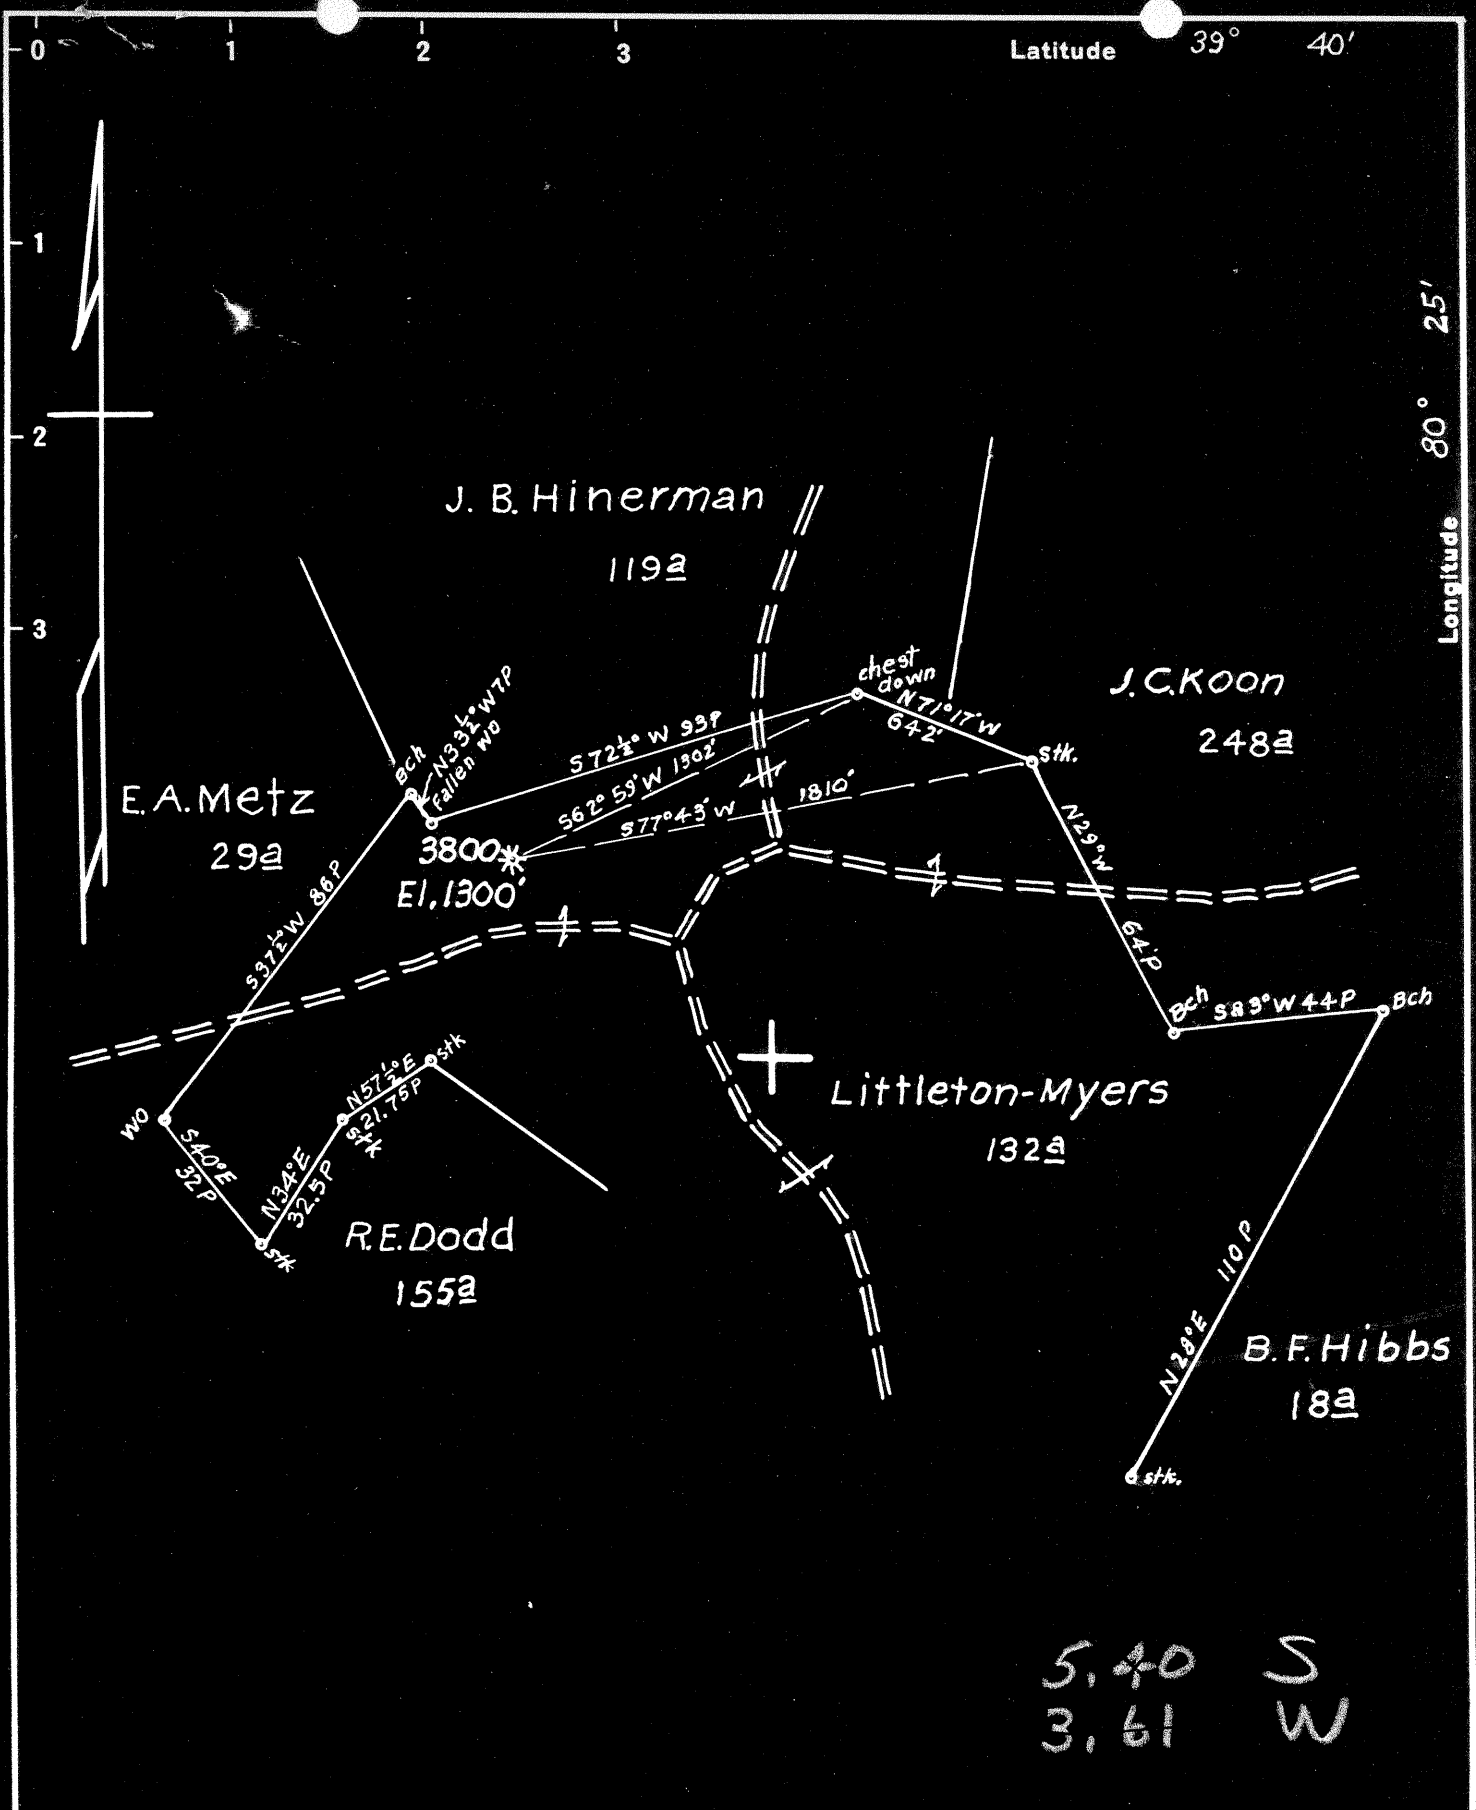 0 1 2 3 Latitude 39° 40'
1
2
3
Longitude 80° 25'
J. B. Hinerman
119a
chest
down
N71°17'W
642'
J.C.Koon
248a
Stk.
Bch
N33½°W 7P
Fallen WO
S72½°W 93P
S62°59'W 1302'
S77°43'W 1810'
E.A.Metz
29a
3800
El.1300'
S37½°W 86P
N29°W 64P
Bch
S83°W 44P
Bch
WO
S40°E
32P
N34°E
32.5P
stk
N57½°E
21.75P
stk
stk
Littleton-Myers
132a
R.E.Dodd
155a
N28°E 110P
B.F.Hibbs
18a
stk.
5.40 S
3.61 W